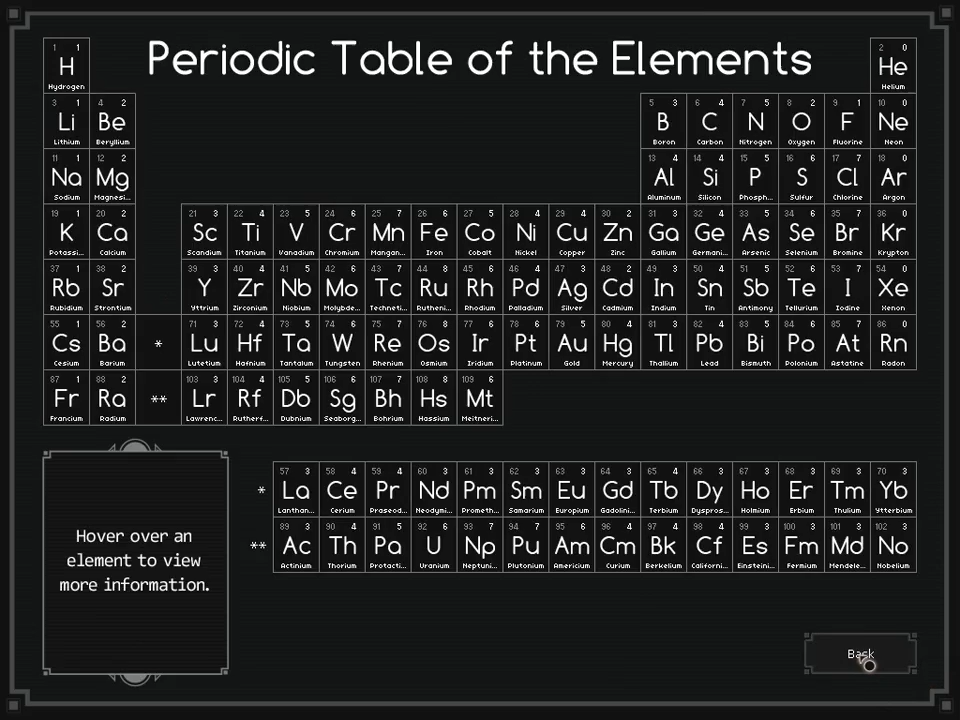 Periodic Table of the Elements
1 1 2 0
H He
Hydrogen Helium
3 1 4 2 5 3 6 4 7 5 8 2 9 1 10 0
Li Be B C N O F Ne
Lithium Beryllium Boron Carbon Nitrogen Oxygen Fluorine Neon
11 1 12 2 13 4 14 4 15 5 16 6 17 7 18 0
Na Mg Al Si P S Cl Ar
Sodium Magnesi... Aluminum Silicon Phosph... Sulfur Chlorine Argon
19 1 20 2 21 3 22 4 23 5 24 6 25 7 26 6 27 5 28 4 29 4 30 2 31 3 32 4 33 5 34 6 35 7 36 0
K Ca Sc Ti V Cr Mn Fe Co Ni Cu Zn Ga Ge As Se Br Kr
Potassi... Calcium Scandium Titanium Vanadium Chromium Mangan... Iron Cobalt Nickel Copper Zinc Gallium Germani... Arsenic Selenium Bromine Krypton
37 1 38 2 39 3 40 4 41 5 42 6 43 7 44 8 45 6 46 4 47 4 48 2 49 3 50 4 51 5 52 6 53 7 54 0
Rb Sr Y Zr Nb Mo Tc Ru Rh Pd Ag Cd In Sn Sb Te I Xe
Rubidium Strontium Yttrium Zirconium Niobium Molybde... Techneti... Rutheni... Rhodium Palladium Silver Cadmium Indium Tin Antimony Tellurium Iodine Xenon
55 1 56 2 71 3 72 4 73 5 74 6 75 7 76 8 77 6 78 6 79 5 80 4 81 3 82 4 83 5 84 6 85 7 86 0
Cs Ba * Lu Hf Ta W Re Os Ir Pt Au Hg Tl Pb Bi Po At Rn
Cesium Barium Lutetium Hafnium Tantalum Tungsten Rhenium Osmium Iridium Platinum Gold Mercury Thallium Lead Bismuth Polonium Astatine Radon
87 1 88 2 103 3 104 4 105 5 106 6 107 7 108 8 109 6
Fr Ra ** Lr Rf Db Sg Bh Hs Mt
Francium Radium Lawrenc... Rutherf... Dubnium Seaborg... Bohrium Hassium Meitneri...
57 3 58 4 59 4 60 3 61 3 62 3 63 3 64 3 65 4 66 3 67 3 68 3 69 3 70 3
* La Ce Pr Nd Pm Sm Eu Gd Tb Dy Ho Er Tm Yb
Lanthan... Cerium Praseod... Neodymi... Prometh... Samarium Europium Gadolini... Terbium Dyspros... Holmium Erbium Thulium Ytterbium
89 3 90 4 91 5 92 6 93 7 94 7 95 6 96 4 97 4 98 4 99 3 100 3 101 3 102 3
** Ac Th Pa U Np Pu Am Cm Bk Cf Es Fm Md No
Actinium Thorium Protacti... Uranium Neptuni... Plutonium Americium Curium Berkelium Californi... Einsteini... Fermium Mendele... Nobelium
Hover over an
element to view
more information.
Back